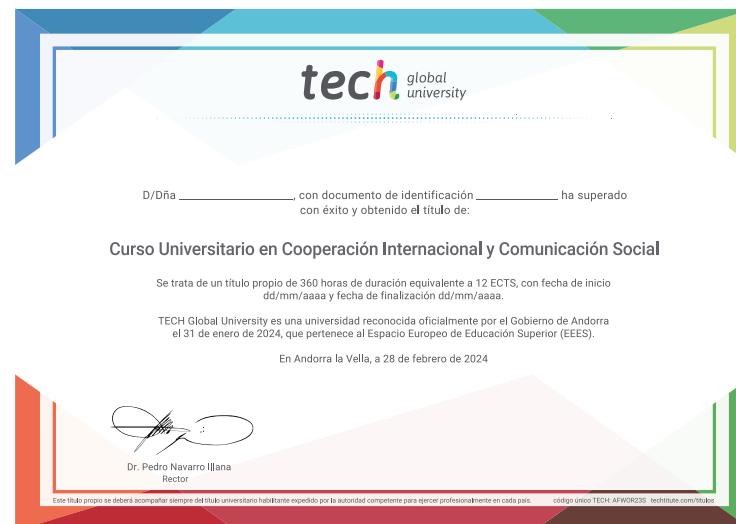 tech global university
D/Dña ____________, con documento de identificación ____________ ha superado
con éxito y obtenido el título de:
Curso Universitario en Cooperación Internacional y Comunicación Social
Se trata de un título propio de 360 horas de duración equivalente a 12 ECTS, con fecha de inicio
dd/mm/aaaa y fecha de finalización dd/mm/aaaa.
TECH Global University es una universidad reconocida oficialmente por el Gobierno de Andorra
el 31 de enero de 2024, que pertenece al Espacio Europeo de Educación Superior (EEES).
En Andorra la Vella, a 28 de febrero de 2024
Dr. Pedro Navarro Illana
Rector
Este título propio se deberá acompañar siempre del título universitario habilitante expedido por la autoridad competente para ejercer profesionalmente en cada país. código único TECH: AFWOR23S techtitute.com/titulos